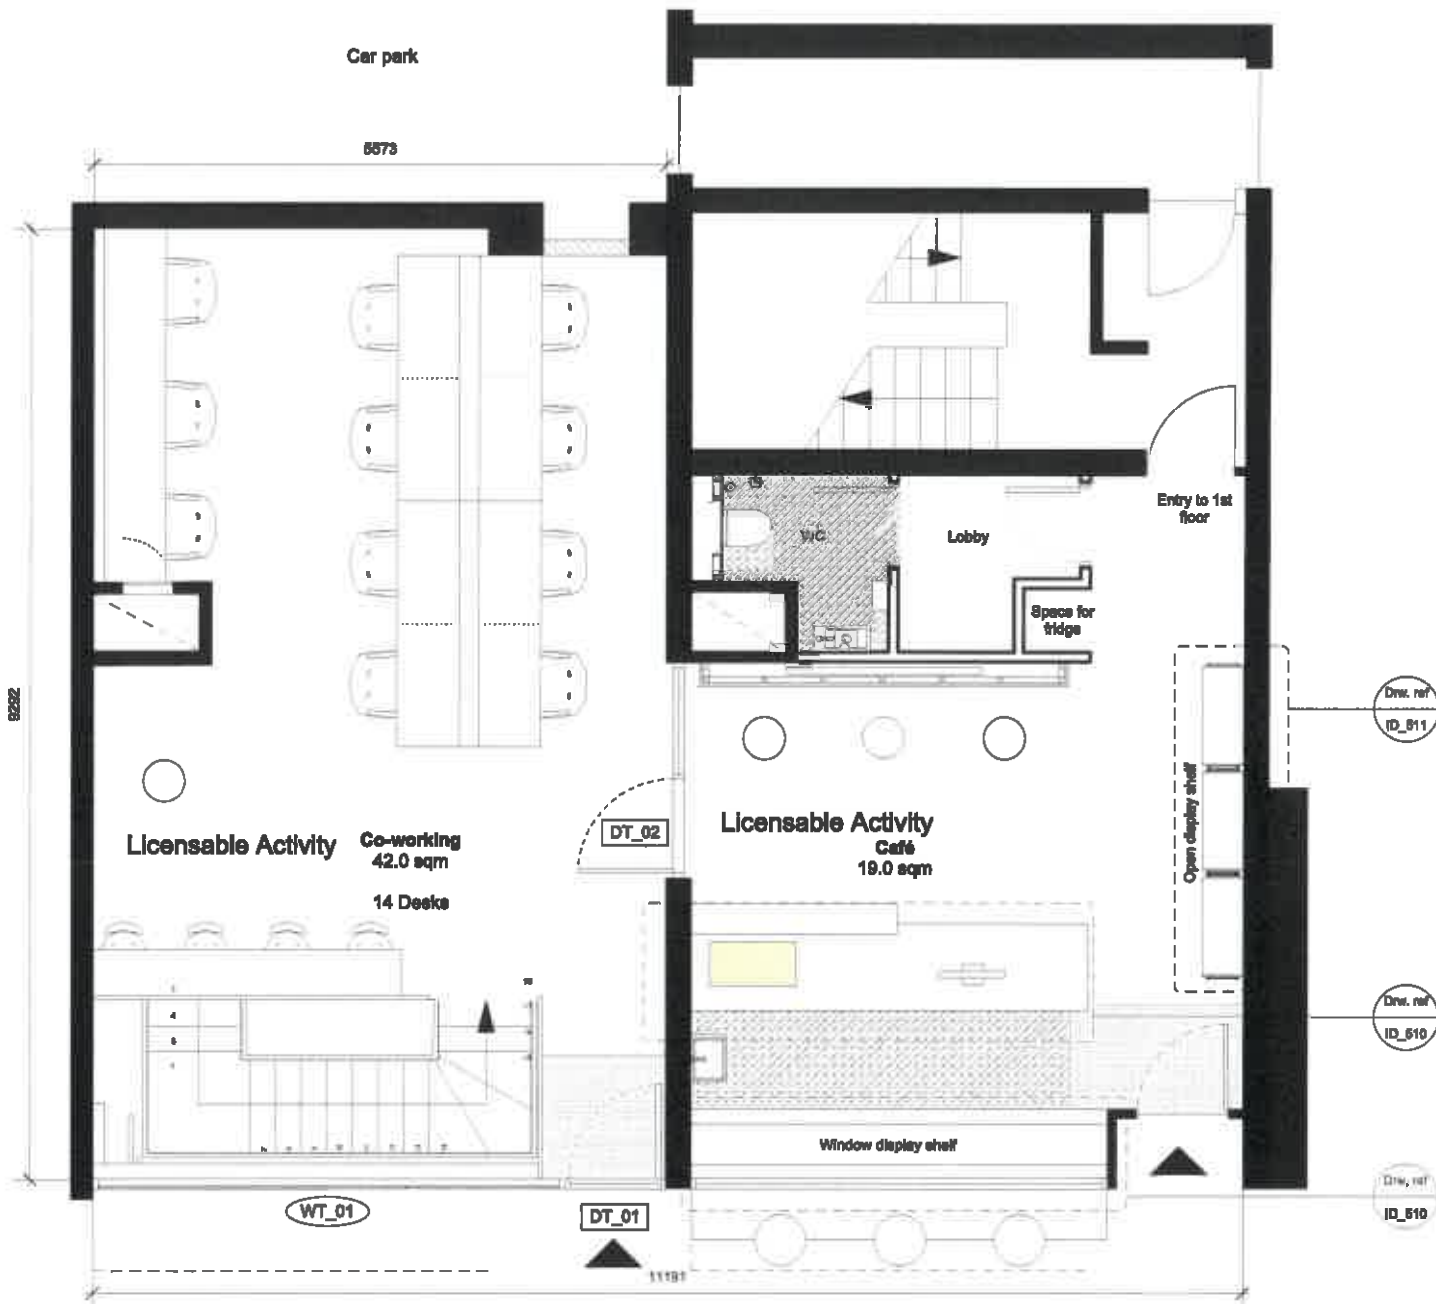 Car park
5573
Entry to 1st
floor
WC
Lobby
Space for
fridge
9292
Drw. ref
ID_511
Open display shelf
Licensable Activity
Co-working
42.0 sqm
14 Desks
DT_02
Licensable Activity
Café
19.0 sqm
Drw. ref
ID_510
Window display shelf
Drw. ref
ID_510
WT_01
DT_01
11191